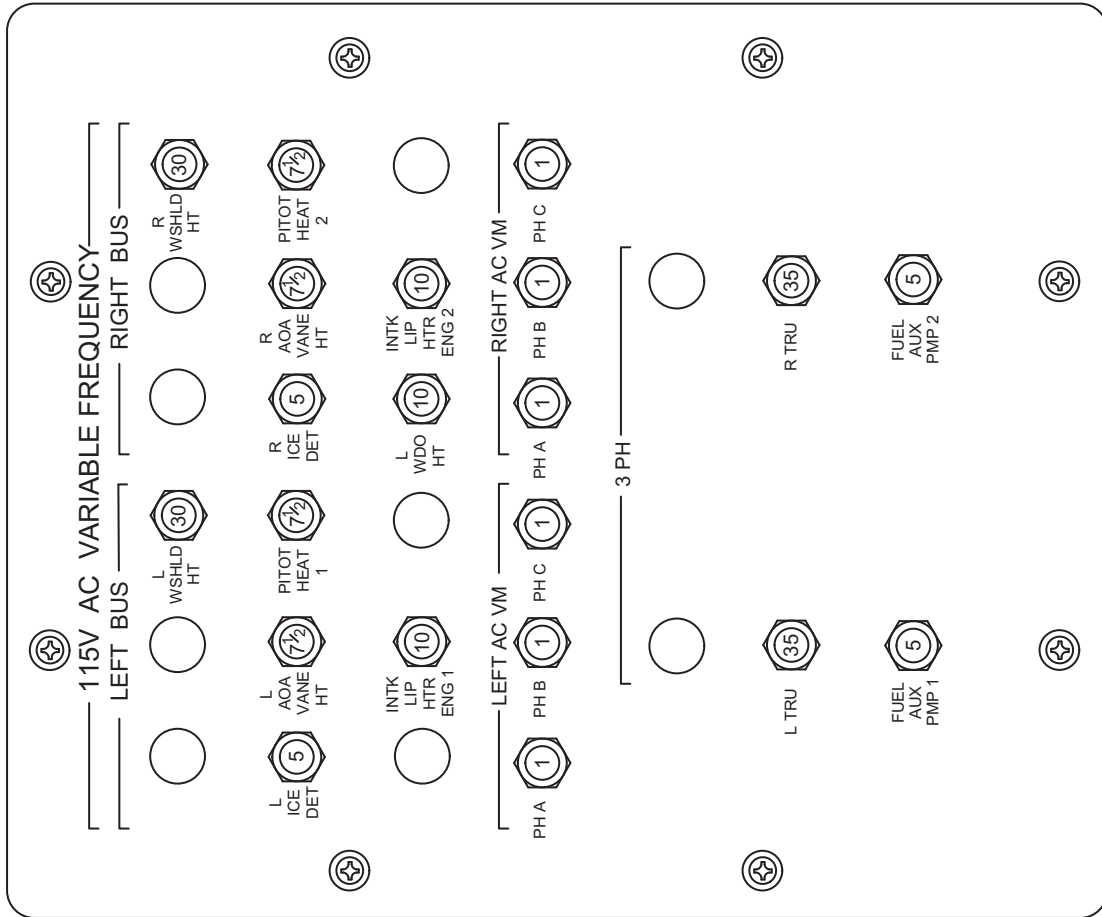 115V AC VARIABLE FREQUENCY
LEFT BUS
RIGHT BUS
L
WSHLD
HT
30
R
WSHLD
HT
30
L
ICE
DET
5
L
AOA
VANE
HT
7½
PITOT
HEAT
1
7½
R
ICE
DET
5
R
AOA
VANE
HT
7½
PITOT
HEAT
2
7½
INTK
LIP
HTR
ENG 1
10
L
WDO
HT
10
INTK
LIP
HTR
ENG 2
10
LEFT AC VM
RIGHT AC VM
PH A
1
PH B
1
PH C
1
PH A
1
PH B
1
PH C
1
3 PH
L TRU
35
R TRU
35
FUEL
AUX
PMP 1
5
FUEL
AUX
PMP 2
5